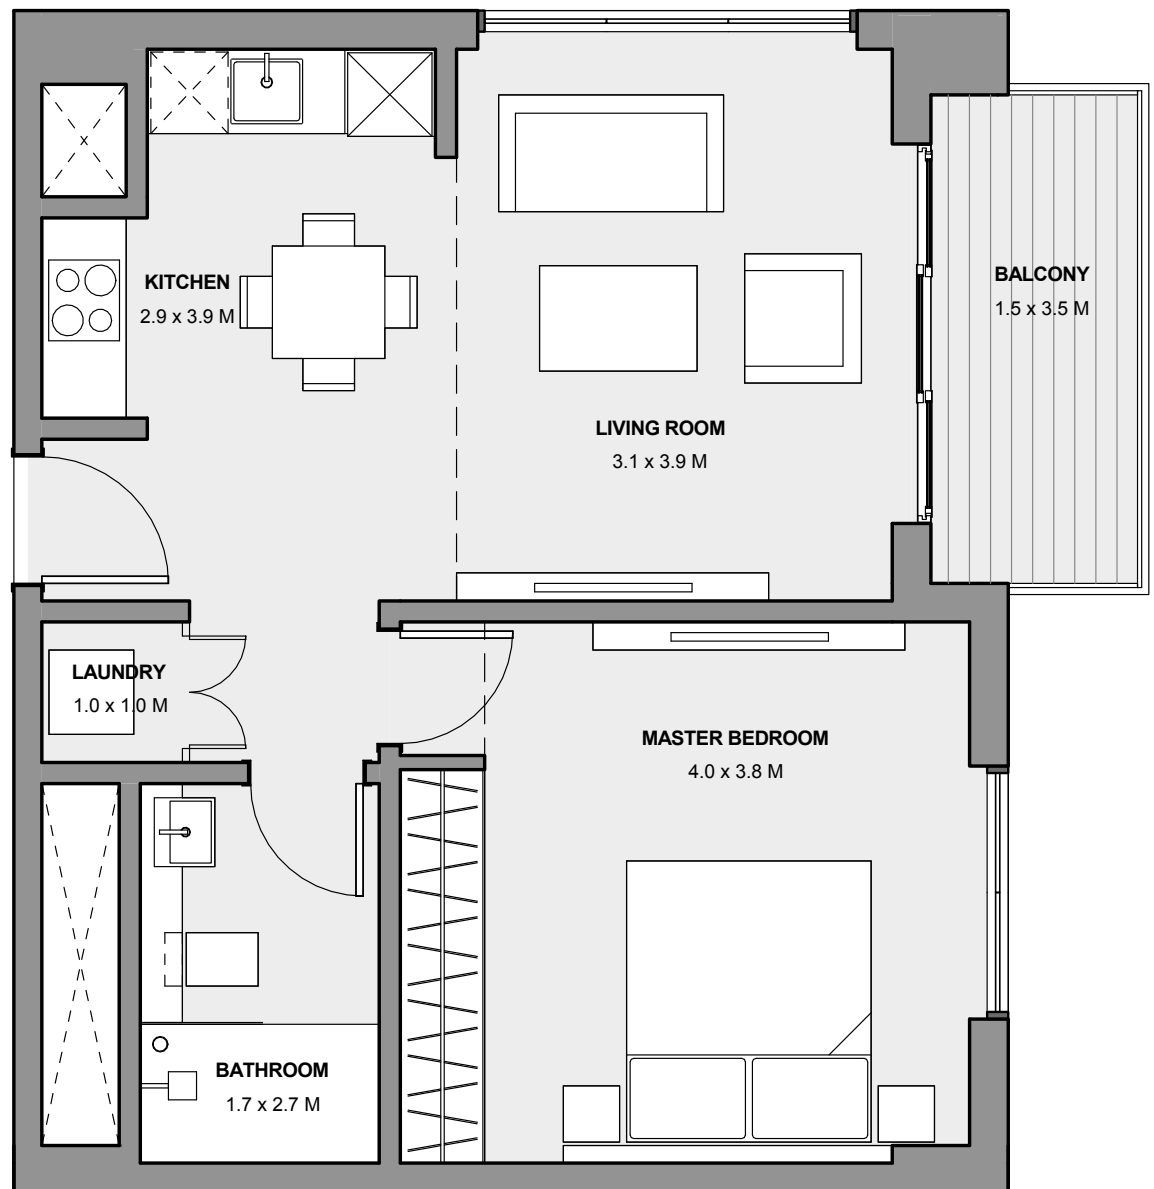 KITCHEN
2.9 x 3.9 M
BALCONY
1.5 x 3.5 M
LIVING ROOM
3.1 x 3.9 M
LAUNDRY
1.0 x 1.0 M
MASTER BEDROOM
4.0 x 3.8 M
BATHROOM
1.7 x 2.7 M